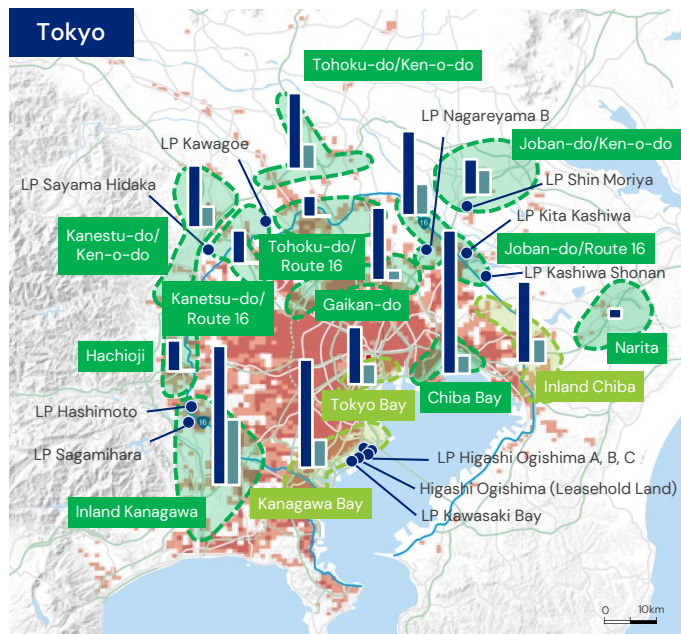 Tokyo
Tohoku-do/Ken-o-do
LP Nagareyama B
LP Kawagoe
Joban-do/Ken-o-do
LP Sayama Hidaka
LP Shin Moriya
LP Kita Kashiwa
Kanestu-do/
Ken-o-do
Tohoku-do/
Route 16
Joban-do/Route 16
LP Kashiwa Shonan
Kanetsu-do/
Route 16
Gaikan-do
Hachioji
Narita
Inland Chiba
Chiba Bay
Tokyo Bay
LP Hashimoto
LP Sagamihara
LP Higashi Ogishima A, B, C
Higashi Ogishima (Leasehold Land)
Kanagawa Bay
Inland Kanagawa
LP Kawasaki Bay
16
16
0 10km